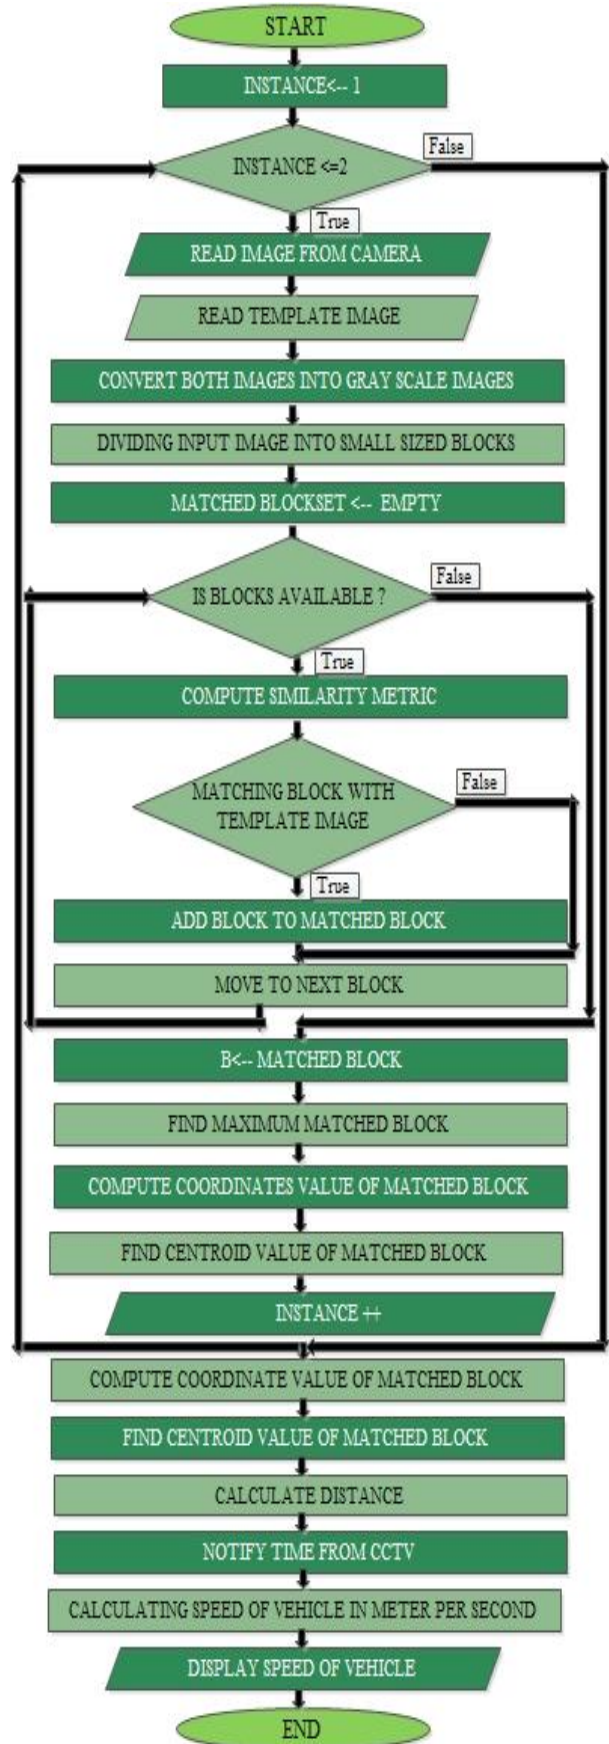 START
INSTANCE<-- 1
INSTANCE <=2
False
True
READ IMAGE FROM CAMERA
READ TEMPLATE IMAGE
CONVERT BOTH IMAGES INTO GRAY SCALE IMAGES
DIVIDING INPUT IMAGE INTO SMALL SIZED BLOCKS
MATCHED BLOCKSET <-- EMPTY
IS BLOCKS AVAILABLE ?
False
True
COMPUTE SIMILARITY METRIC
MATCHING BLOCK WITH
TEMPLATE IMAGE
False
True
ADD BLOCK TO MATCHED BLOCK
MOVE TO NEXT BLOCK
B<-- MATCHED BLOCK
FIND MAXIMUM MATCHED BLOCK
COMPUTE COORDINATES VALUE OF MATCHED BLOCK
FIND CENTROID VALUE OF MATCHED BLOCK
INSTANCE ++
COMPUTE COORDINATE VALUE OF MATCHED BLOCK
FIND CENTROID VALUE OF MATCHED BLOCK
CALCULATE DISTANCE
NOTIFY TIME FROM CCTV
CALCULATING SPEED OF VEHICLE IN METER PER SECOND
DISPLAY SPEED OF VEHICLE
END